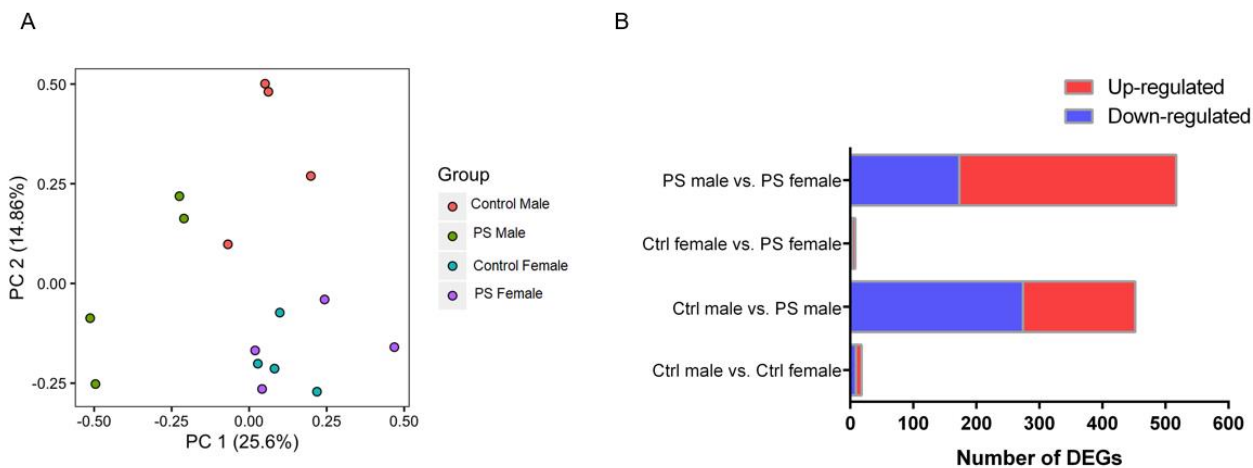 A
B
0.50
0.25
0.00
-0.25
PC 2 (14.86%)
-0.50
-0.25
0.00
0.25
0.50
PC 1 (25.6%)
Group
Control Male
PS Male
Control Female
PS Female
Up-regulated
Down-regulated
PS male vs. PS female
Ctrl female vs. PS female
Ctrl male vs. PS male
Ctrl male vs. Ctrl female
0 100 200 300 400 500 600
Number of DEGs